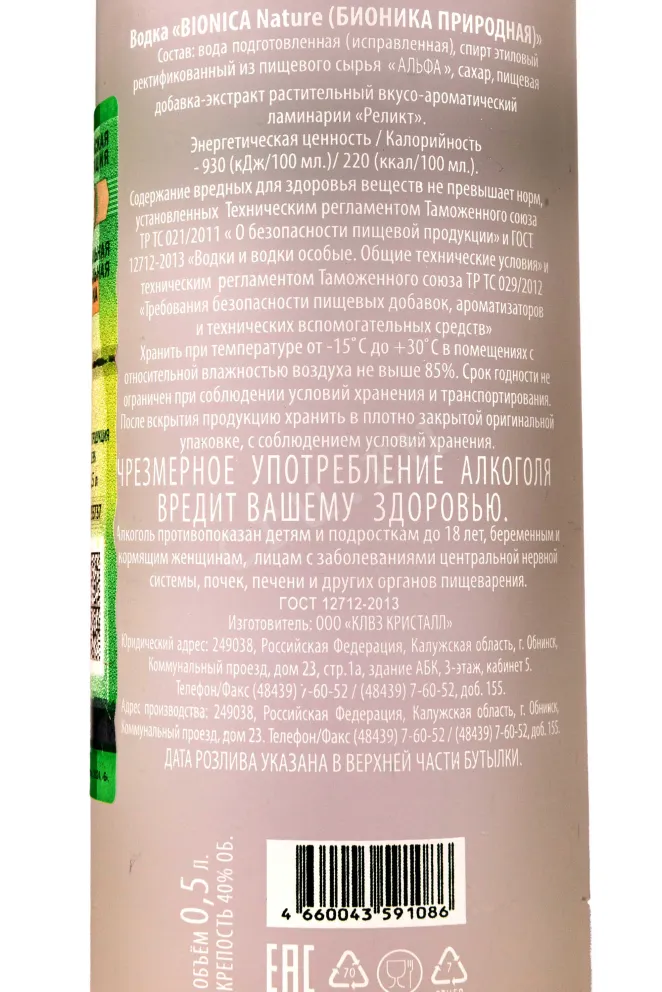 Водка «BIONICA Nature (БИОНИКА ПРИРОДНАЯ)»
Состав: вода подготовленная (исправленная), спирт этиловый
ректификованный из пищевого сырья «АЛЬФА», сахар, пищевая
добавка-экстракт растительный вкусо-ароматический
ламинарии «Реликт».
Энергетическая ценность / Калорийность
- 930 (кДж/100 мл.)/ 220 (ккал/100 мл.).
Содержание вредных для здоровья веществ не превышает норм,
установленных Техническим регламентом Таможенного союза
ТР ТС 021/2011 « О безопасности пищевой продукции» и ГОСТ
12712-2013 «Водки и водки особые. Общие технические условия» и
техническим регламентом Таможенного союза ТР ТС 029/2012
«Требования безопасности пищевых добавок, ароматизаторов
и технических вспомогательных средств»
Хранить при температуре от -15˚С до +30˚С в помещениях с
относительной влажностью воздуха не выше 85%. Срок годности не
ограничен при соблюдении условий хранения и транспортирования.
После вскрытия продукцию хранить в плотно закрытой оригинальной
упаковке, с соблюдением условий хранения.
ЧРЕЗМЕРНОЕ УПОТРЕБЛЕНИЕ АЛКОГОЛЯ
ВРЕДИТ ВАШЕМУ ЗДОРОВЬЮ.
Алкоголь противопоказан детям и подросткам до 18 лет, беременным и
кормящим женщинам, лицам с заболеваниями центральной нервной
системы, почек, печени и других органов пищеварения.
ГОСТ 12712-2013
Изготовитель: ООО «КЛВЗ КРИСТАЛЛ»
Юридический адрес: 249038, Российская Федерация, Калужская область, г. Обнинск,
Коммунальный проезд, дом 23, стр.1а, здание АБК, 3-этаж, кабинет 5.
Телефон/Факс (48439) 7-60-52 / (48439) 7-60-52, доб. 155.
Адрес производства: 249038, Российская Федерация, Калужская область, г. Обнинск,
Коммунальный проезд, дом 23. Телефон/Факс (48439) 7-60-52 / (48439) 7-60-52, доб. 155.
ДАТА РОЗЛИВА УКАЗАНА В ВЕРХНЕЙ ЧАСТИ БУТЫЛКИ.
ОБЪЁМ 0,5 Л.
КРЕПОСТЬ 40% ОБ.
4 660043 591086
ЕАС
70
7